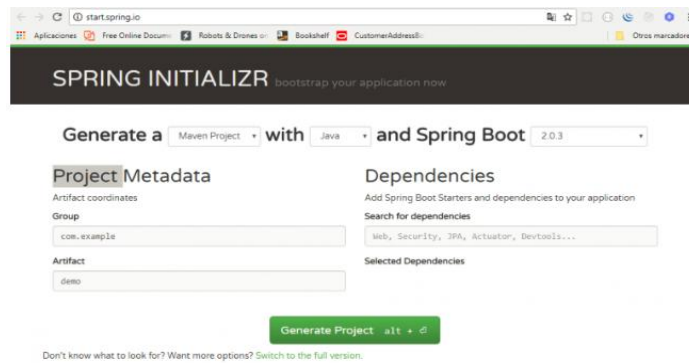 start.spring.io
Aplicaciones Free Online Docume Robots & Drones Bookshelf CustomerAddressB Otros marcadore
SPRING INITIALIZR bootstrap your application now
Generate a Maven Project with Java and Spring Boot 2.0.3
Project Metadata
Artifact coordinates
Group
com.example
Artifact
demo
Dependencies
Add Spring Boot Starters and dependencies to your application
Search for dependencies
Web, Security, JPA, Actuator, Devtools...
Selected Dependencies
Generate Project alt + ⏎
Don't know what to look for? Want more options? Switch to the full version.